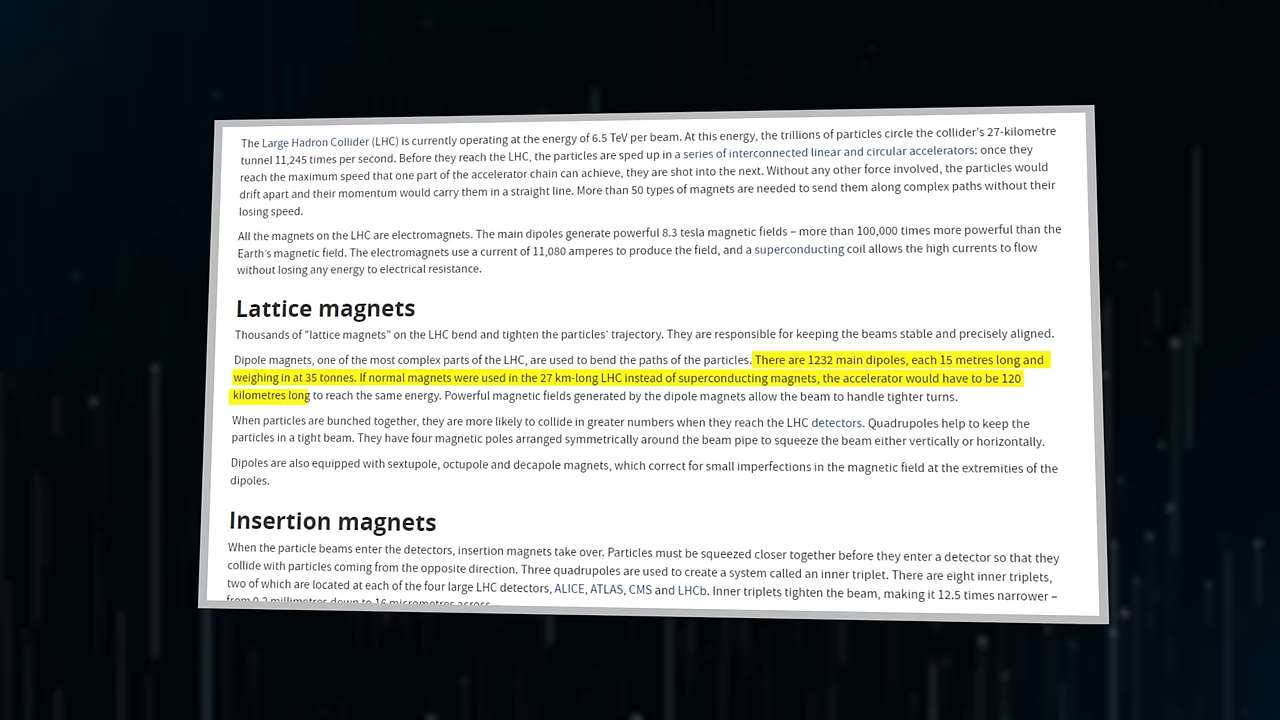 The Large Hadron Collider (LHC) is currently operating at the energy of 6.5 TeV per beam. At this energy, the trillions of particles circle the collider's 27-kilometre
tunnel 11,245 times per second. Before they reach the LHC, the particles are sped up in a series of interconnected linear and circular accelerators: once they
reach the maximum speed that one part of the accelerator chain can achieve, they are shot into the next. Without any other force involved, the particles would
drift apart and their momentum would carry them in a straight line. More than 50 types of magnets are needed to send them along complex paths without their
losing speed.
All the magnets on the LHC are electromagnets. The main dipoles generate powerful 8.3 tesla magnetic fields – more than 100,000 times more powerful than the
Earth's magnetic field. The electromagnets use a current of 11,080 amperes to produce the field, and a superconducting coil allows the high currents to flow
without losing any energy to electrical resistance.
Lattice magnets
Thousands of "lattice magnets" on the LHC bend and tighten the particles' trajectory. They are responsible for keeping the beams stable and precisely aligned.
Dipole magnets, one of the most complex parts of the LHC, are used to bend the paths of the particles. There are 1232 main dipoles, each 15 metres long and
weighing in at 35 tonnes. If normal magnets were used in the 27 km-long LHC instead of superconducting magnets, the accelerator would have to be 120
kilometres long to reach the same energy. Powerful magnetic fields generated by the dipole magnets allow the beam to handle tighter turns.
When particles are bunched together, they are more likely to collide in greater numbers when they reach the LHC detectors. Quadrupoles help to keep the
particles in a tight beam. They have four magnetic poles arranged symmetrically around the beam pipe to squeeze the beam either vertically or horizontally.
Dipoles are also equipped with sextupole, octupole and decapole magnets, which correct for small imperfections in the magnetic field at the extremities of the
dipoles.
Insertion magnets
When the particle beams enter the detectors, insertion magnets take over. Particles must be squeezed closer together before they enter a detector so that they
collide with particles coming from the opposite direction. Three quadrupoles are used to create a system called an inner triplet. There are eight inner triplets,
two of which are located at each of the four large LHC detectors, ALICE, ATLAS, CMS and LHCb. Inner triplets tighten the beam, making it 12.5 times narrower –
from 0.2 millimetres down to 16 micrometres across.